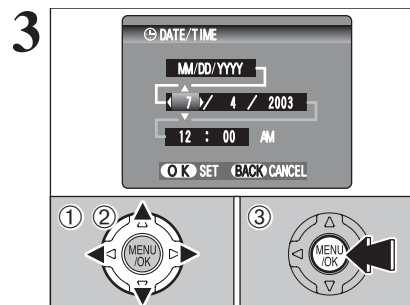 3
DATE/TIME
MM/DD/YYYY
7 / 4 / 2003
12 : 00 AM
OK SET BACK CANCEL
① ② ③
MENU /OK MENU /OK